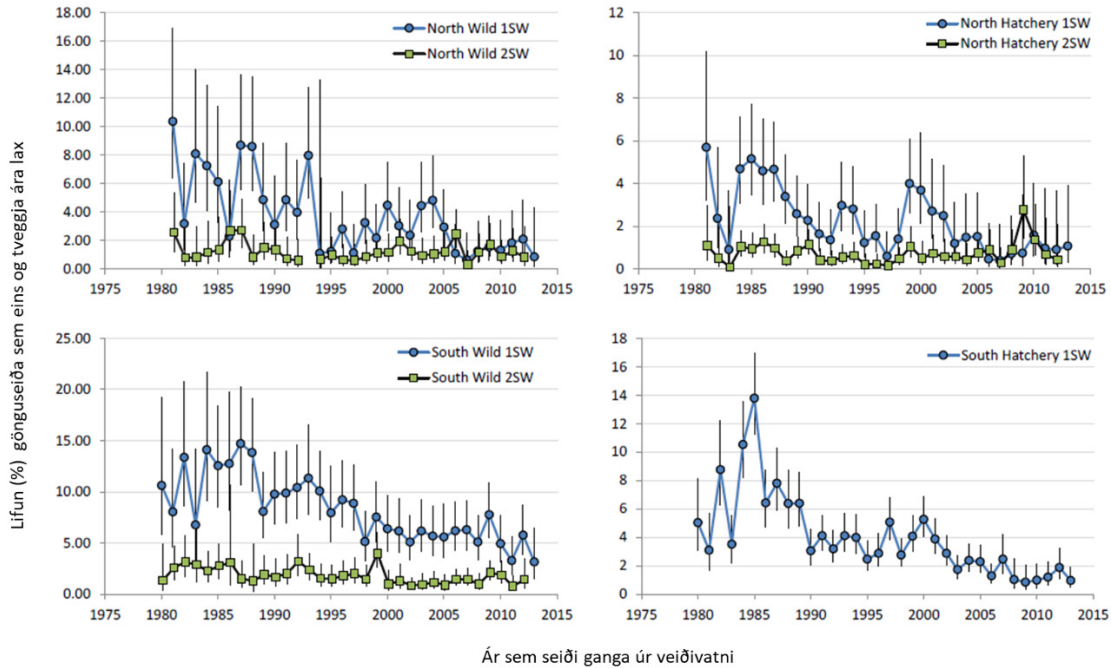 Lifun (%) gönguseiða sem eins og tveggja ára lax
18.00
16.00
14.00
12.00
10.00
8.00
6.00
4.00
2.00
0.00
North Wild 1SW
North Wild 2SW
1975 1980 1985 1990 1995 2000 2005 2010 2015
12
10
8
6
4
2
0
North Hatchery 1SW
North Hatchery 2SW
1975 1980 1985 1990 1995 2000 2005 2010 2015
25.00
20.00
15.00
10.00
5.00
0.00
South Wild 1SW
South Wild 2SW
1975 1980 1985 1990 1995 2000 2005 2010 2015
18
16
14
12
10
8
6
4
2
0
South Hatchery 1SW
1975 1980 1985 1990 1995 2000 2005 2010 2015
Ár sem seiði ganga úr veiðivatni